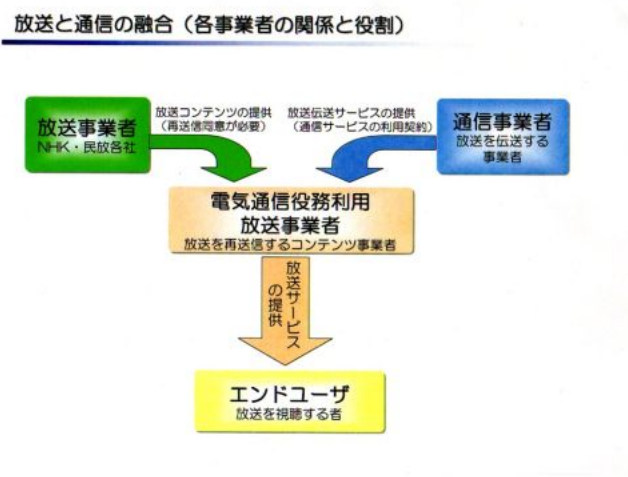 放送と通信の融合（各事業者の関係と役割）
放送事業者
NHK・民放各社
放送コンテンツの提供
（再送信同意が必要）
放送伝送サービスの提供
（通信サービスの利用契約）
通信事業者
放送を伝送する
事業者
電気通信役務利用
放送事業者
放送を再送信するコンテンツ事業者
放送サービス
の提供
エンドユーザ
放送を視聴する者